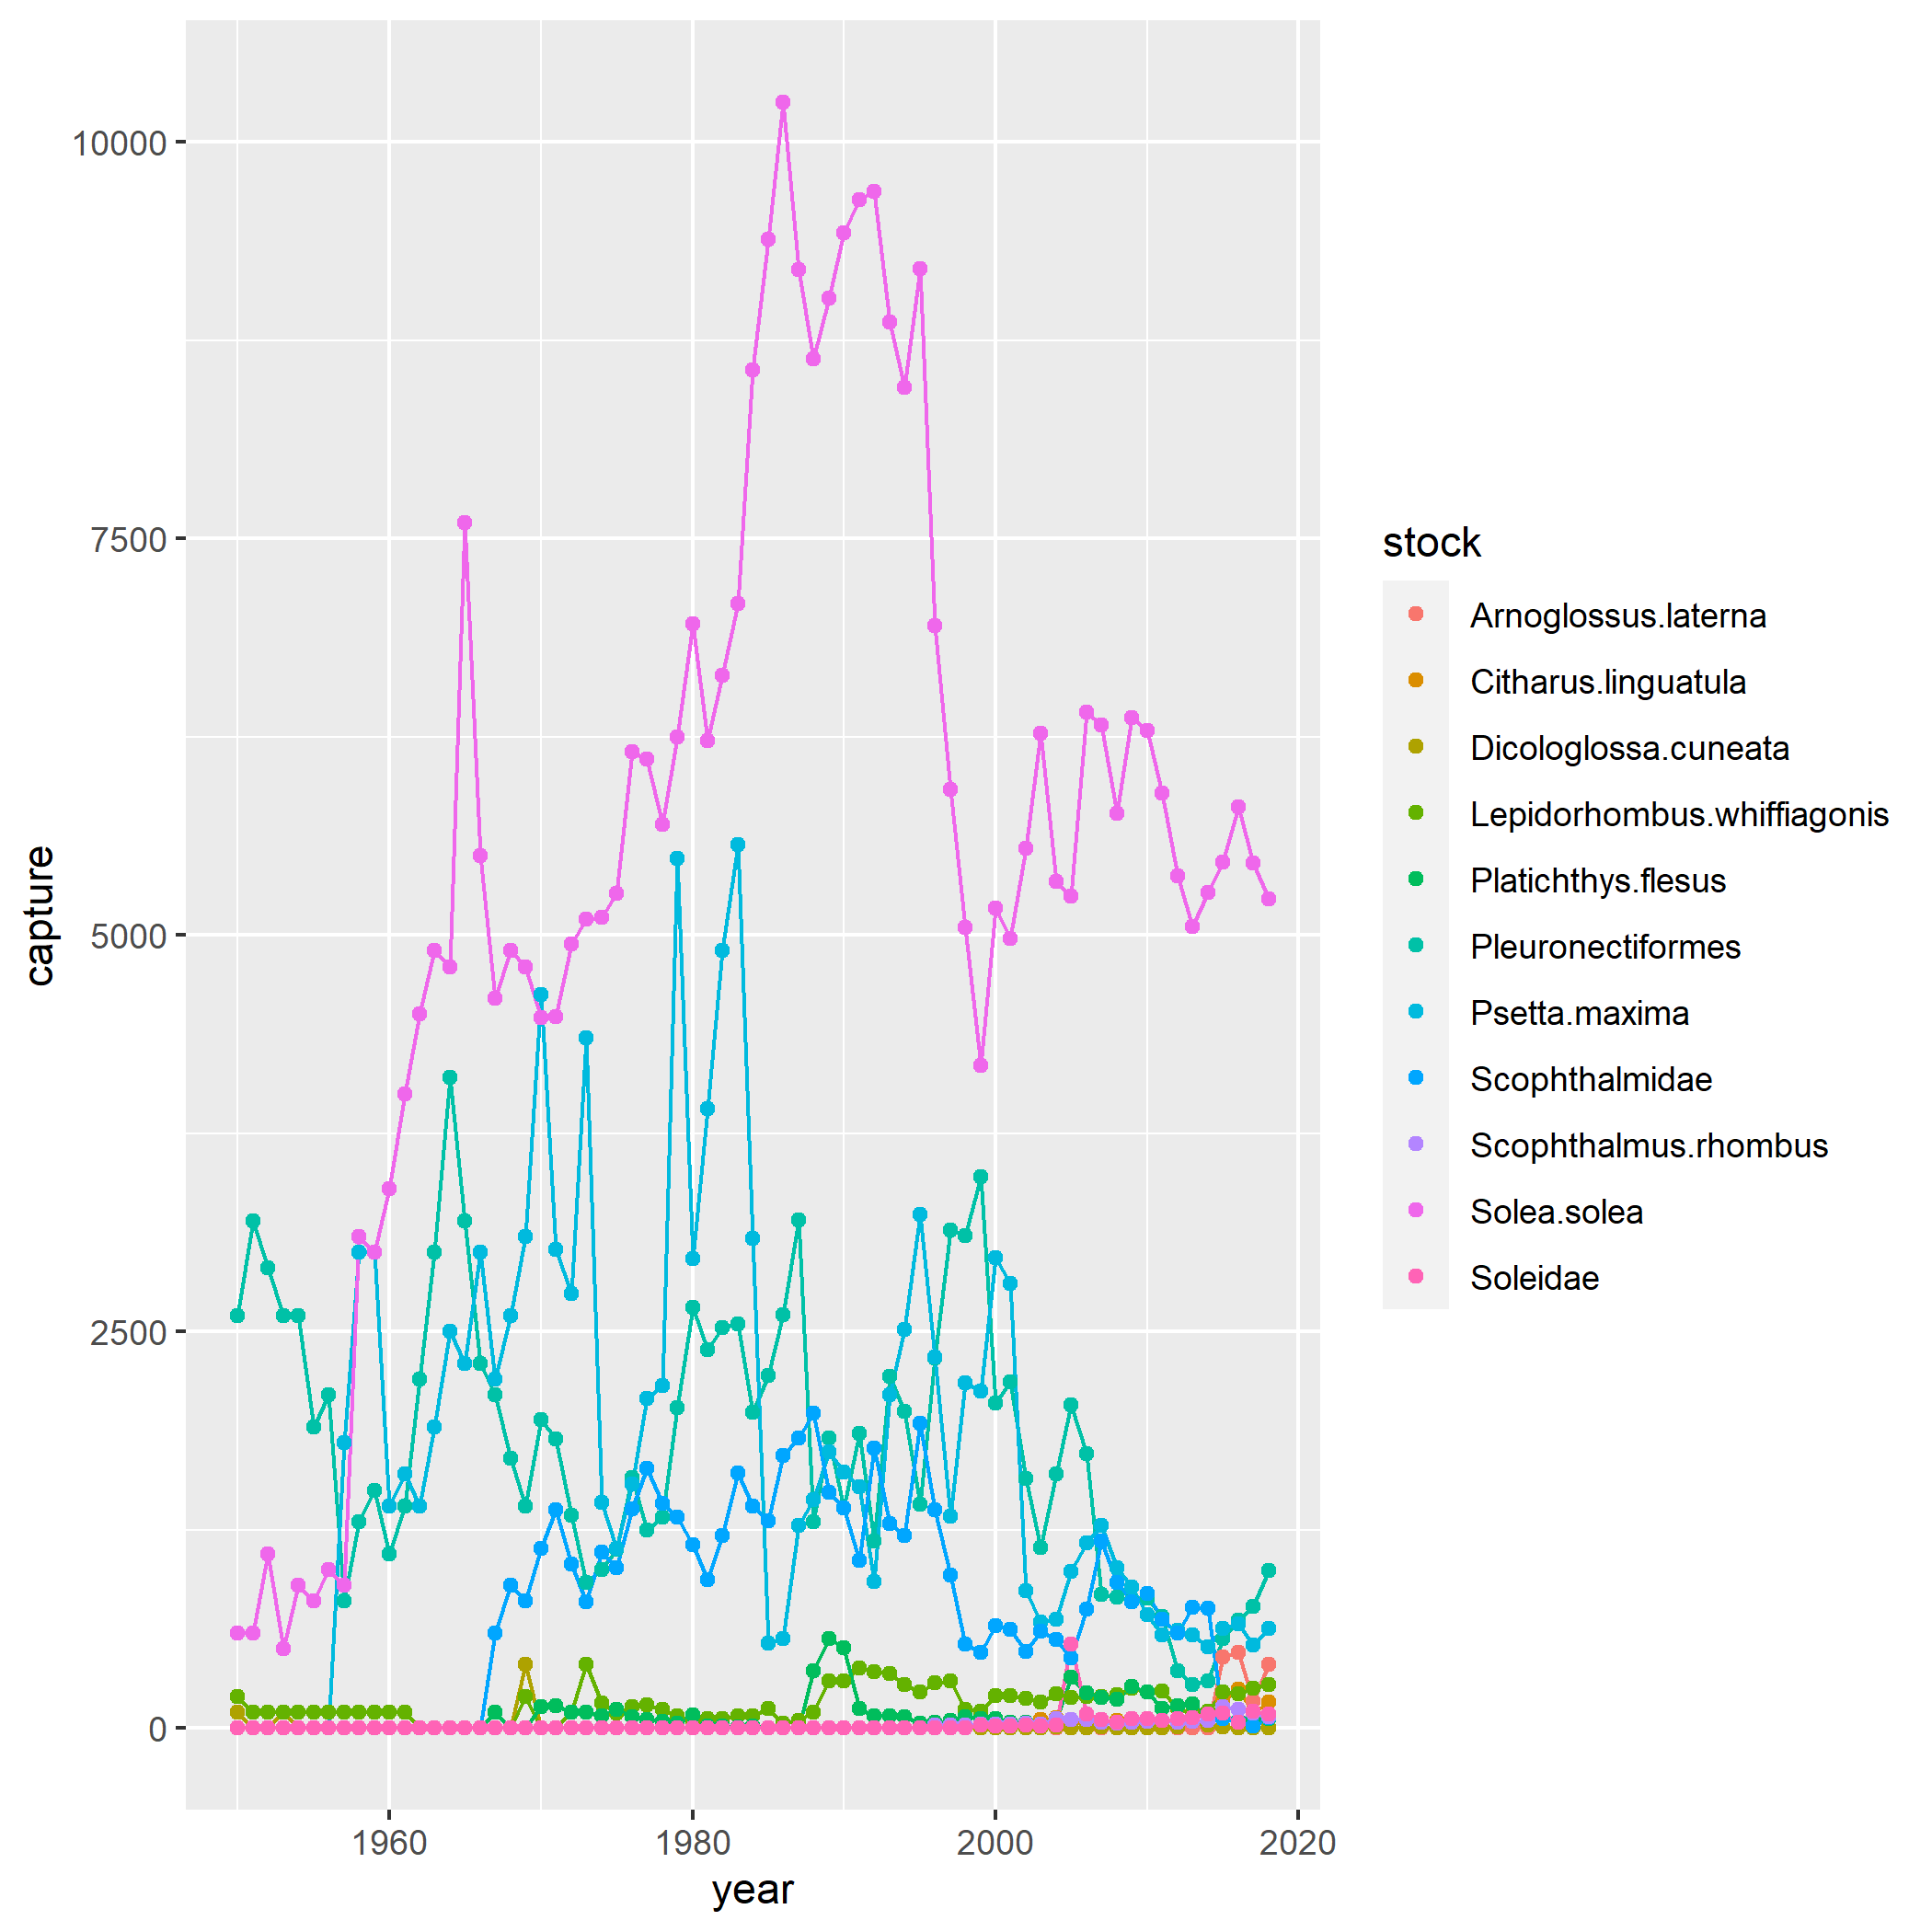 10000
7500
5000
2500
0
capture
1960
1980
2000
2020
year
stock
Arnoglossus.laterna
Citharus.linguatula
Dicologlossa.cuneata
Lepidorhombus.whiffiagonis
Platichthys.flesus
Pleuronectiformes
Psetta.maxima
Scophthalmidae
Scophthalmus.rhombus
Solea.solea
Soleidae